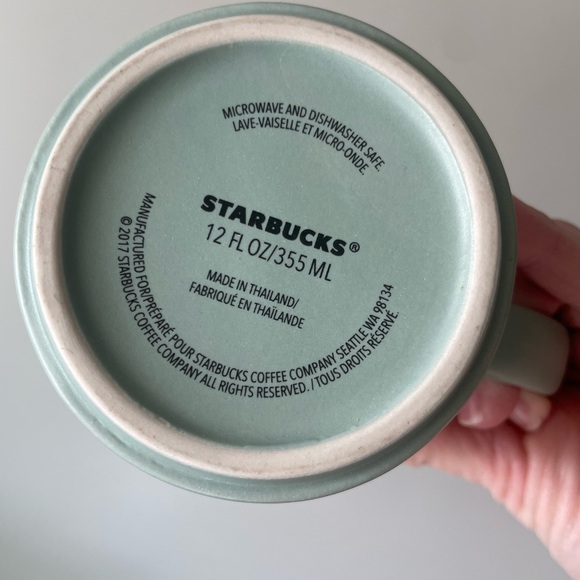 MICROWAVE AND DISHWASHER SAFE.
LAVE-VAISELLE ET MICRO-ONDE.
STARBUCKS®
12 FL OZ/355 ML
MADE IN THAILAND/
FABRIQUÉ EN THAÏLANDE
MANUFACTURED FOR/PRÉPARÉ POUR STARBUCKS COFFEE COMPANY SEATTLE WA 98134
© 2017 STARBUCKS COFFEE COMPANY ALL RIGHTS RESERVED. / TOUS DROITS RÉSERVÉ.